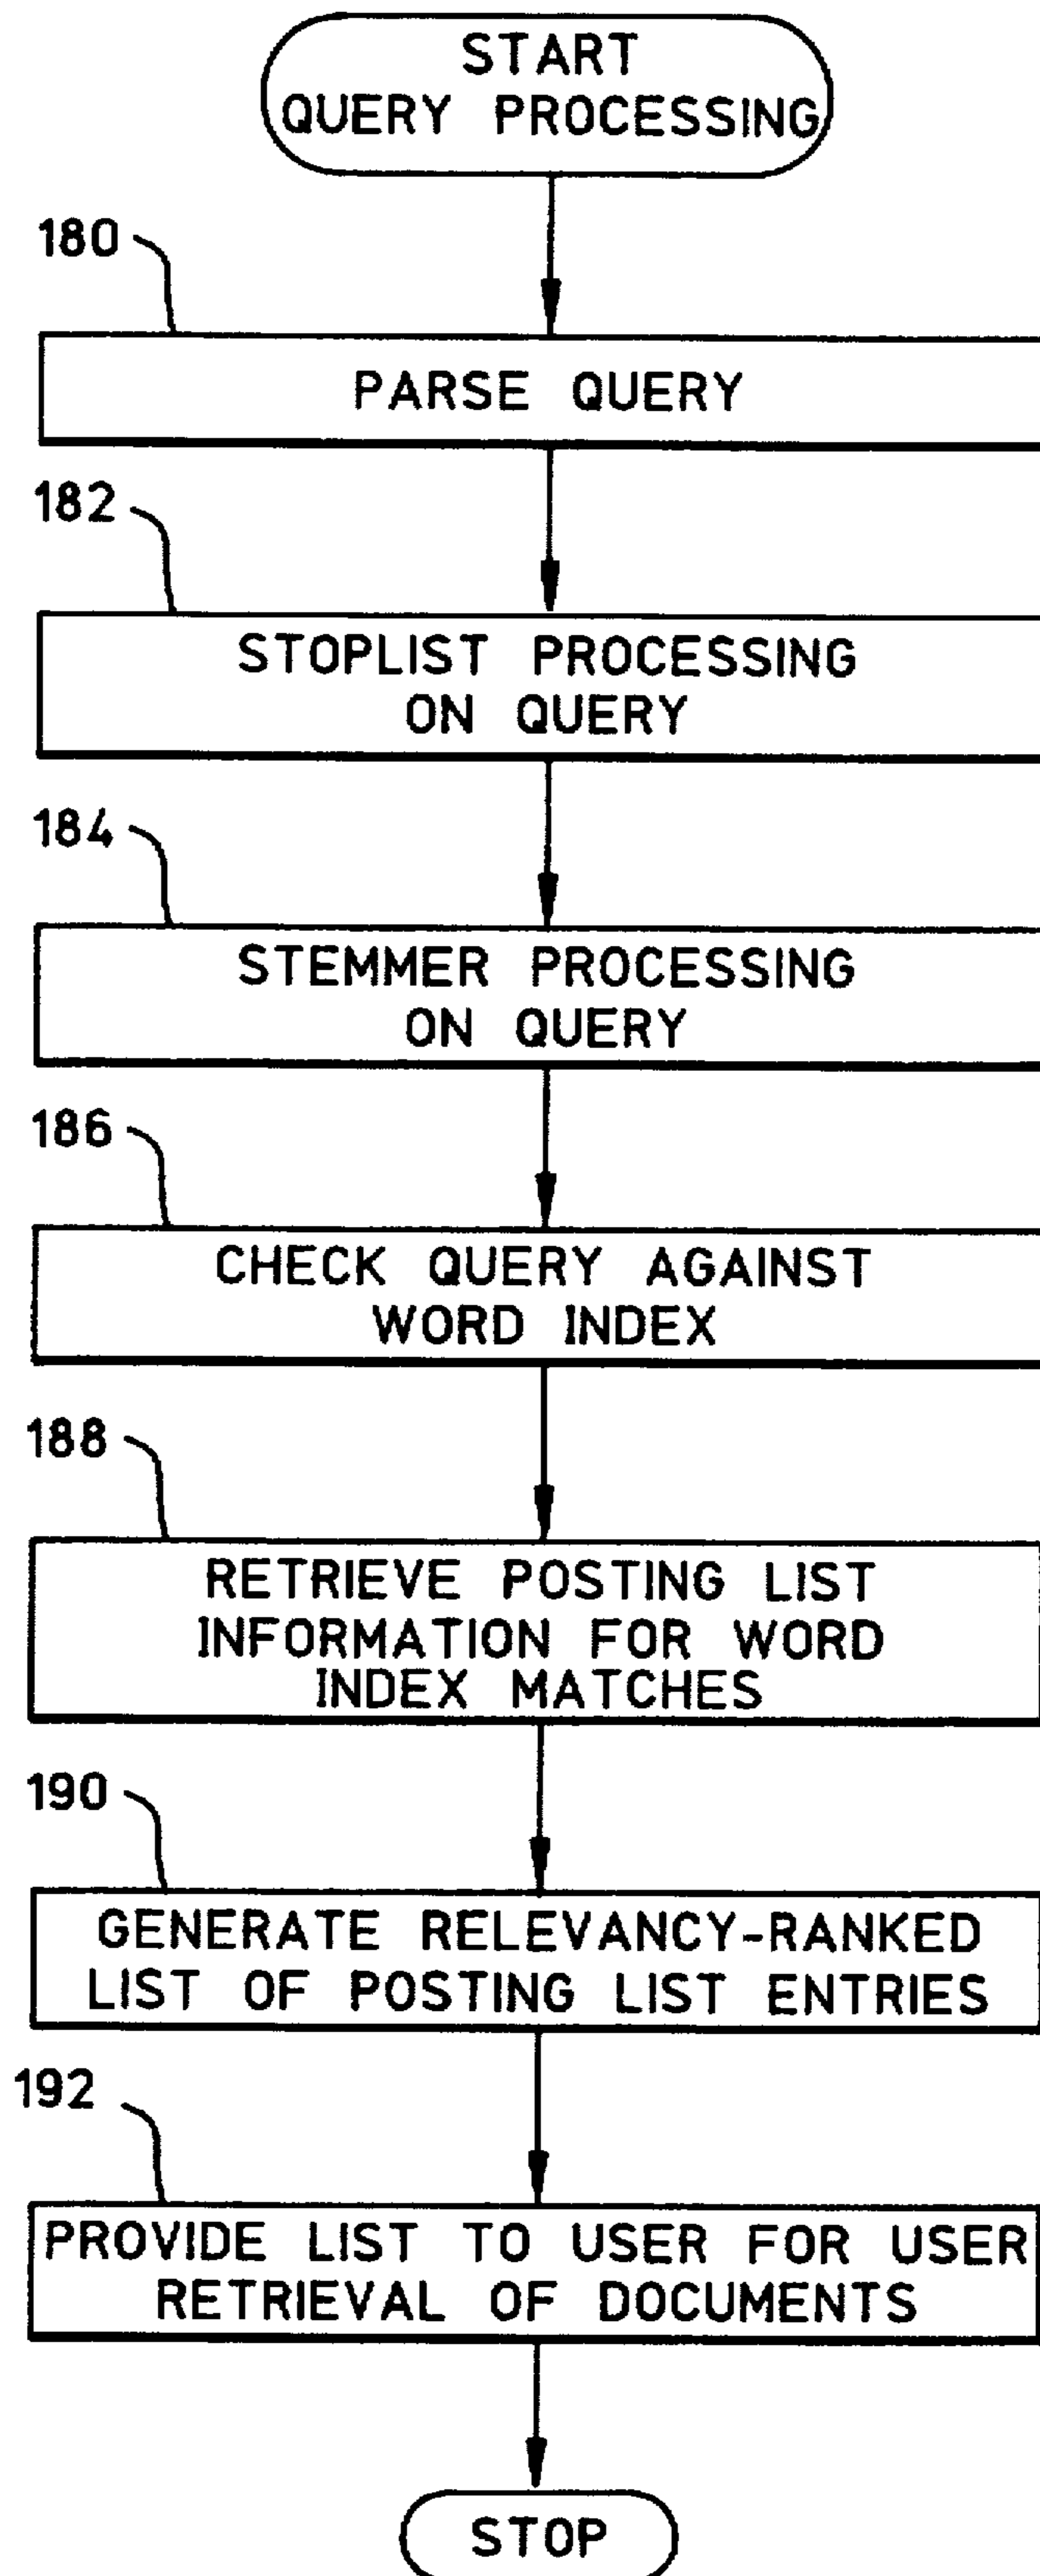 START
QUERY PROCESSING
180
PARSE QUERY
182
STOPLIST PROCESSING
ON QUERY
184
STEMMER PROCESSING
ON QUERY
186
CHECK QUERY AGAINST
WORD INDEX
188
RETRIEVE POSTING LIST
INFORMATION FOR WORD
INDEX MATCHES
190
GENERATE RELEVANCY-RANKED
LIST OF POSTING LIST ENTRIES
192
PROVIDE LIST TO USER FOR USER
RETRIEVAL OF DOCUMENTS
STOP